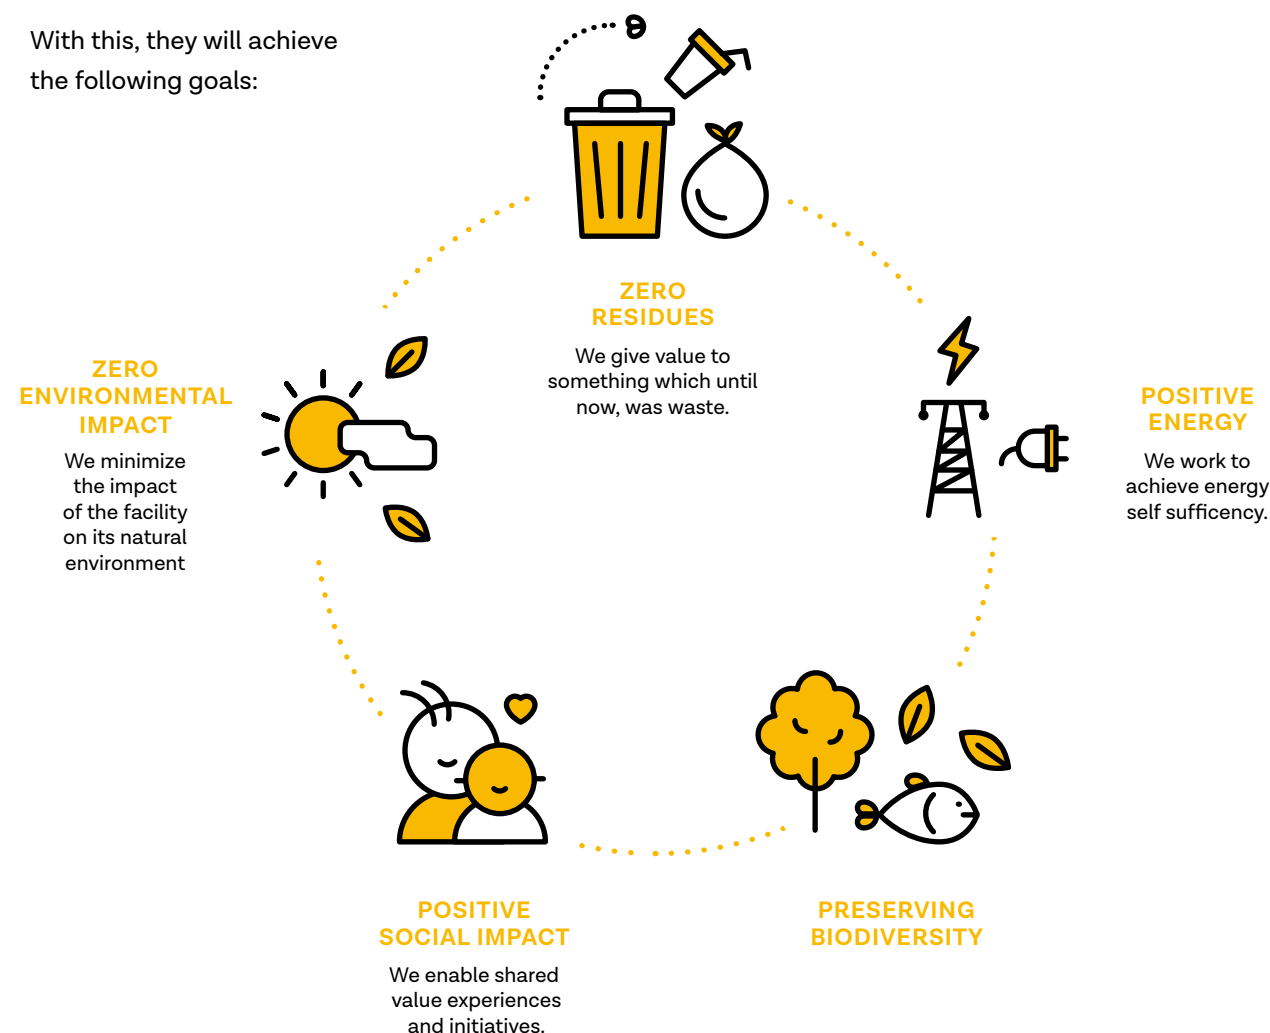 With this, they will achieve
the following goals:
ZERO
RESIDUES
We give value to
something which until
now, was waste.
ZERO
ENVIRONMENTAL
IMPACT
We minimize
the impact
of the facility
on its natural
environment
POSITIVE
ENERGY
We work to
achieve energy
self sufficency.
POSITIVE
SOCIAL IMPACT
We enable shared
value experiences
and initiatives.
PRESERVING
BIODIVERSITY